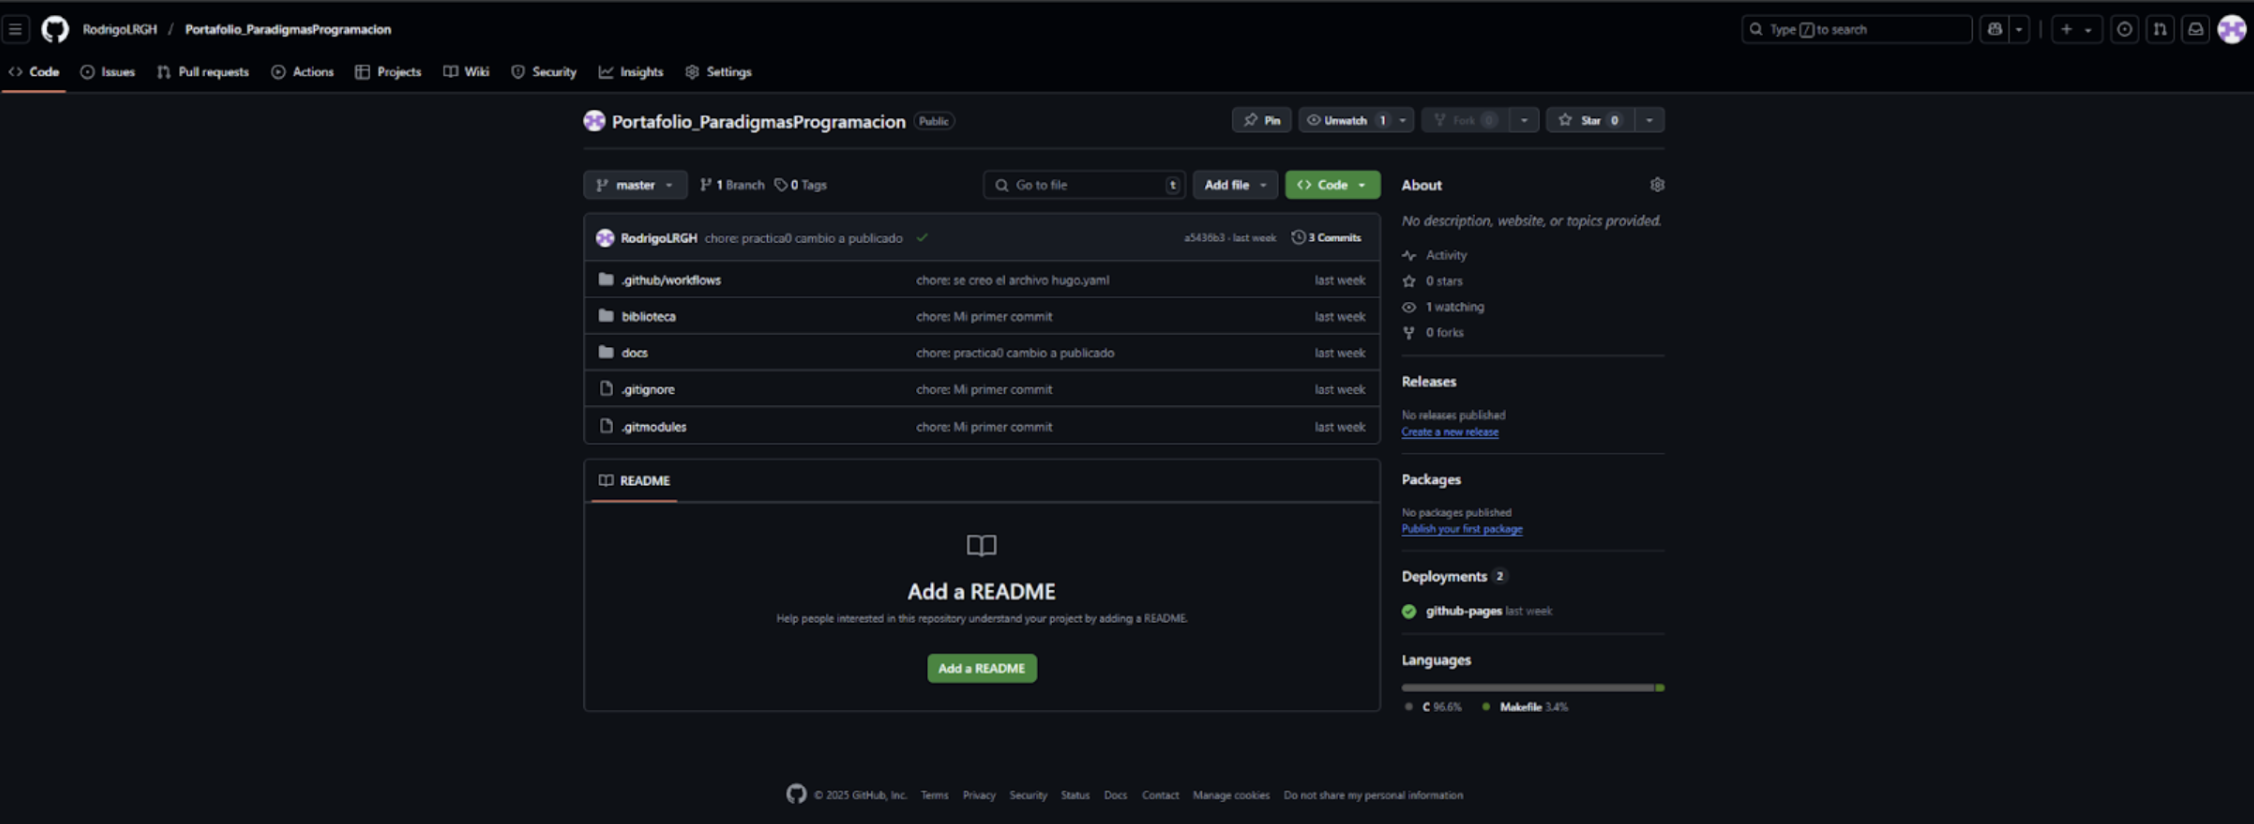 RodrigoLRGH / Portafolio_ParadigmasProgramacion
Type / to search
Code Issues Pull requests Actions Projects Wiki Security Insights Settings
Portafolio_ParadigmasProgramacion Public
Pin Unwatch 1 Fork 0 Star 0
master 1 Branch 0 Tags Go to file t Add file Code
RodrigoLRGH chore: practica0 cambio a publicado a5436b3 · last week 3 Commits
.github/workflows chore: se creo el archivo hugo.yaml last week
biblioteca chore: Mi primer commit last week
docs chore: practica0 cambio a publicado last week
.gitignore chore: Mi primer commit last week
.gitmodules chore: Mi primer commit last week
README
Add a README
Help people interested in this repository understand your project by adding a README.
Add a README
About
No description, website, or topics provided.
Activity
0 stars
1 watching
0 forks
Releases
No releases published
Create a new release
Packages
No packages published
Publish your first package
Deployments 2
github-pages last week
Languages
C 96.6% Makefile 3.4%
© 2025 GitHub, Inc. Terms Privacy Security Status Docs Contact Manage cookies Do not share my personal information